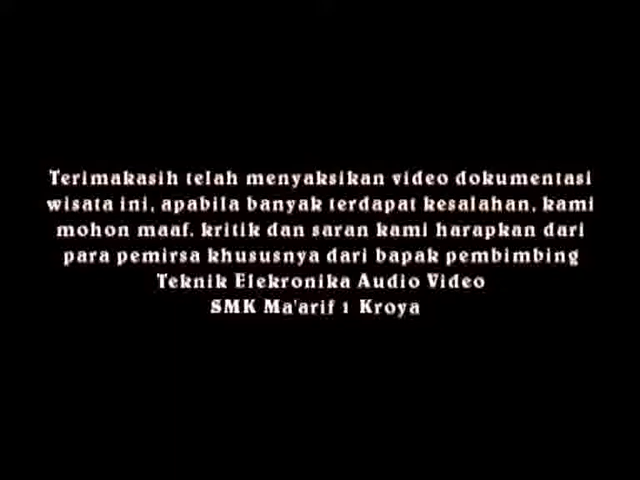 Terimakasih telah menyaksikan video dokumentasi
wisata ini, apabila banyak terdapat kesalahan, kami
mohon maaf. kritik dan saran kami harapkan dari
para pemirsa khususnya dari bapak pembimbing
Teknik Elekronika Audio Video
SMK Ma'arif 1 Kroya